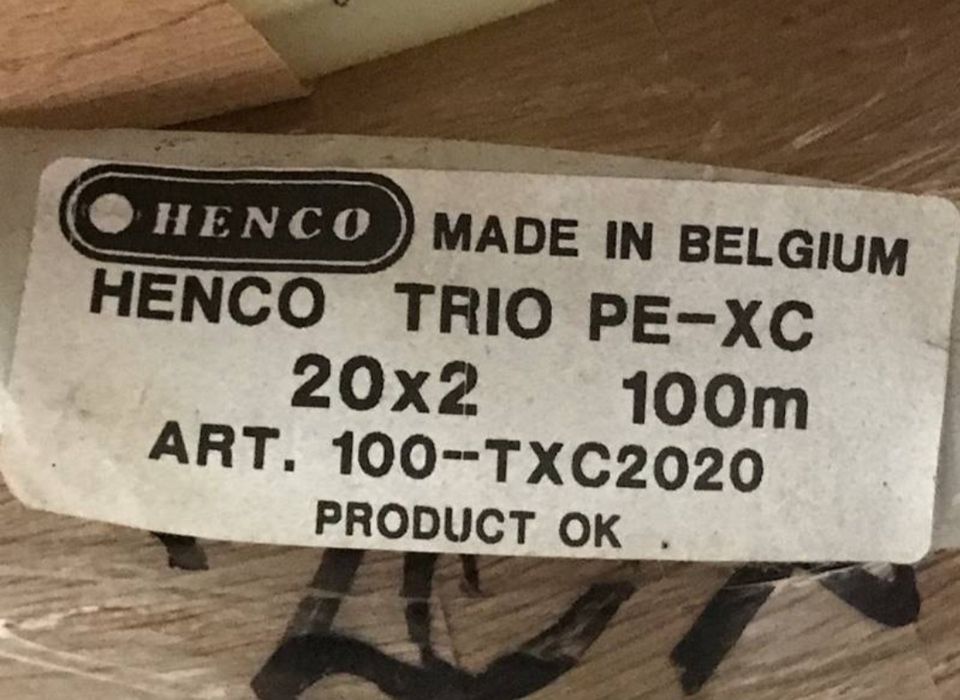 HENCO MADE IN BELGIUM
HENCO TRIO PE-XC
20x2 100m
ART. 100--TXC2020
PRODUCT OK .